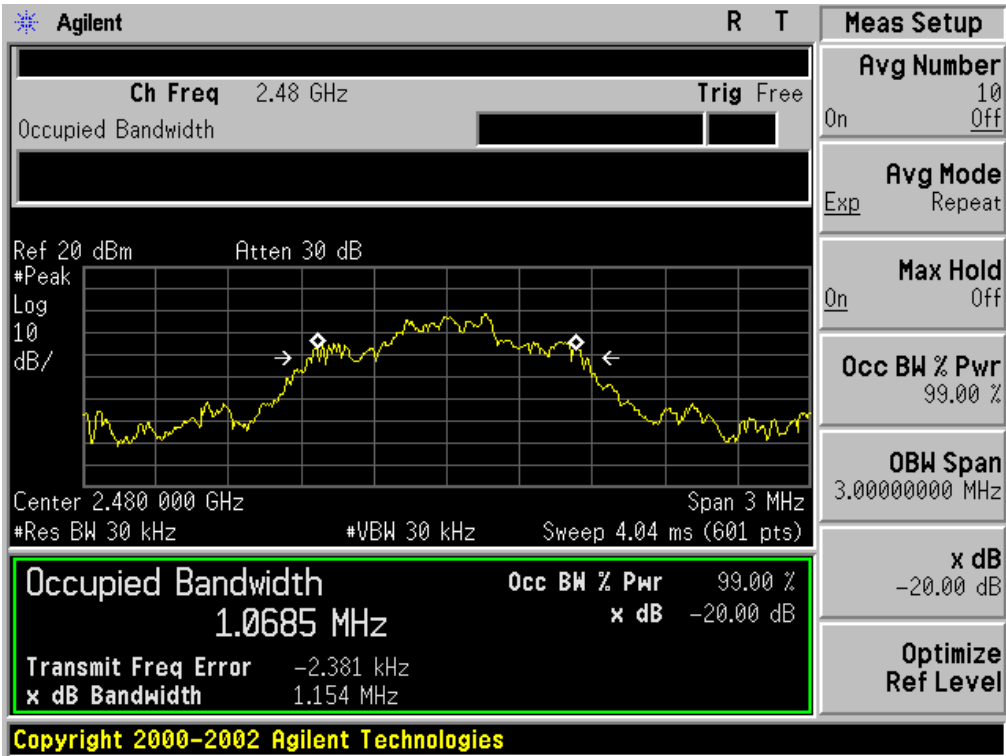 Agilent R T
Ch Freq 2.48 GHz Trig Free
Occupied Bandwidth
Ref 20 dBm Atten 30 dB
#Peak
Log
10
dB/
Center 2.480 000 GHz Span 3 MHz
#Res BW 30 kHz #VBW 30 kHz Sweep 4.04 ms (601 pts)
Occupied Bandwidth Occ BW % Pwr 99.00 %
1.0685 MHz x dB -20.00 dB
Transmit Freq Error -2.381 kHz
x dB Bandwidth 1.154 MHz
Copyright 2000-2002 Agilent Technologies
Meas Setup
Avg Number
10
On Off
Avg Mode
Exp Repeat
Max Hold
On Off
Occ BW % Pwr
99.00 %
OBW Span
3.00000000 MHz
x dB
-20.00 dB
Optimize
Ref Level